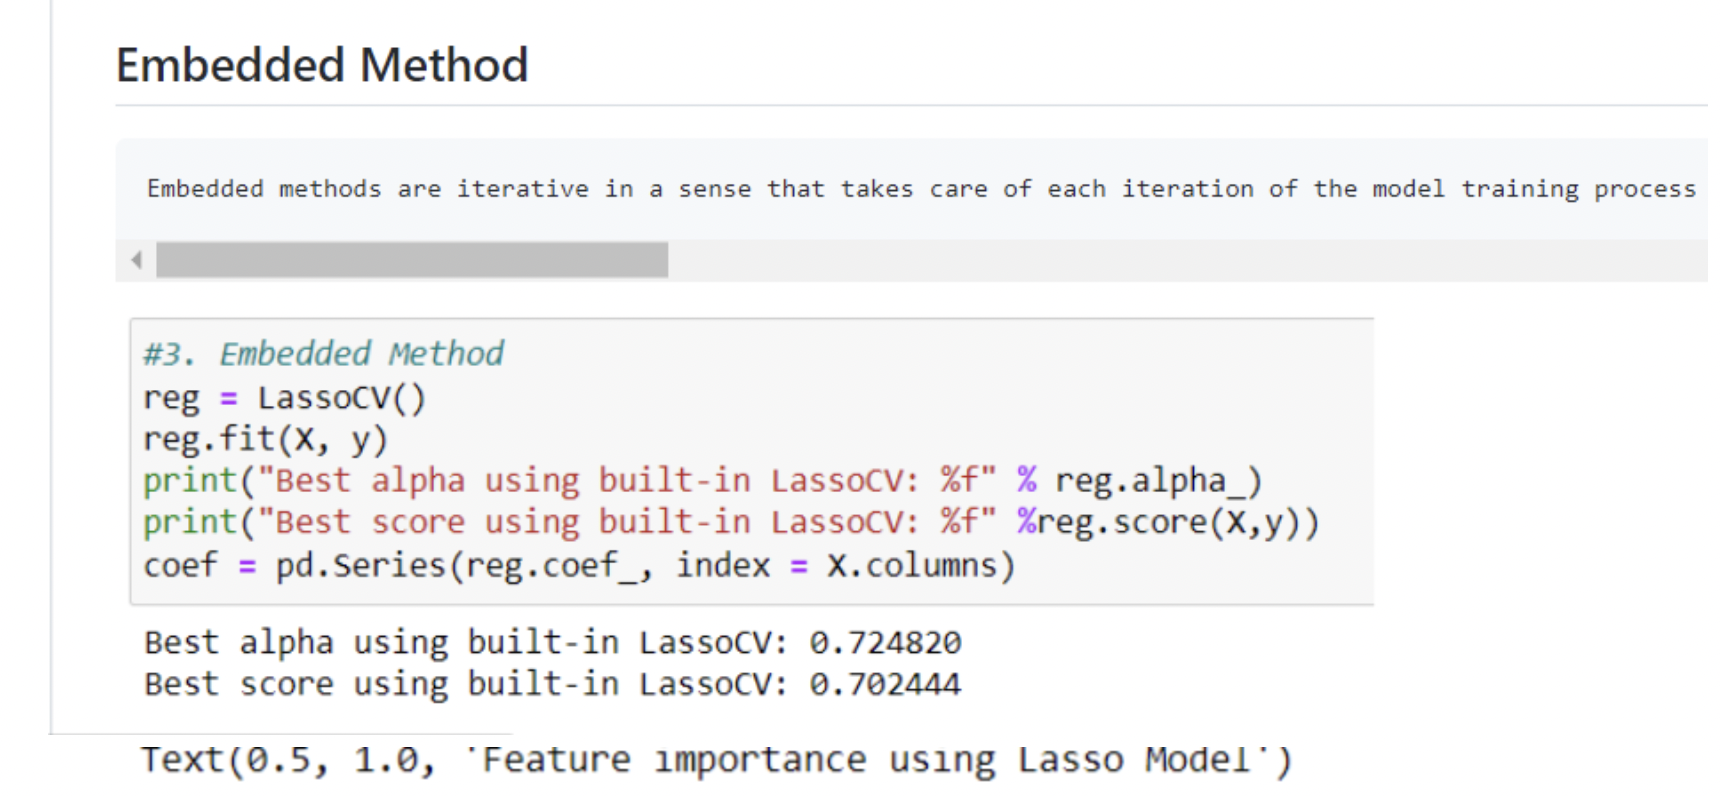 Embedded Method
Embedded methods are iterative in a sense that takes care of each iteration of the model training process
#3. Embedded Method
reg = LassoCV()
reg.fit(X, y)
print("Best alpha using built-in LassoCV: %f" % reg.alpha_)
print("Best score using built-in LassoCV: %f" %reg.score(X,y))
coef = pd.Series(reg.coef_, index = X.columns)
Best alpha using built-in LassoCV: 0.724820
Best score using built-in LassoCV: 0.702444
Text(0.5, 1.0, 'Feature importance using Lasso Model')